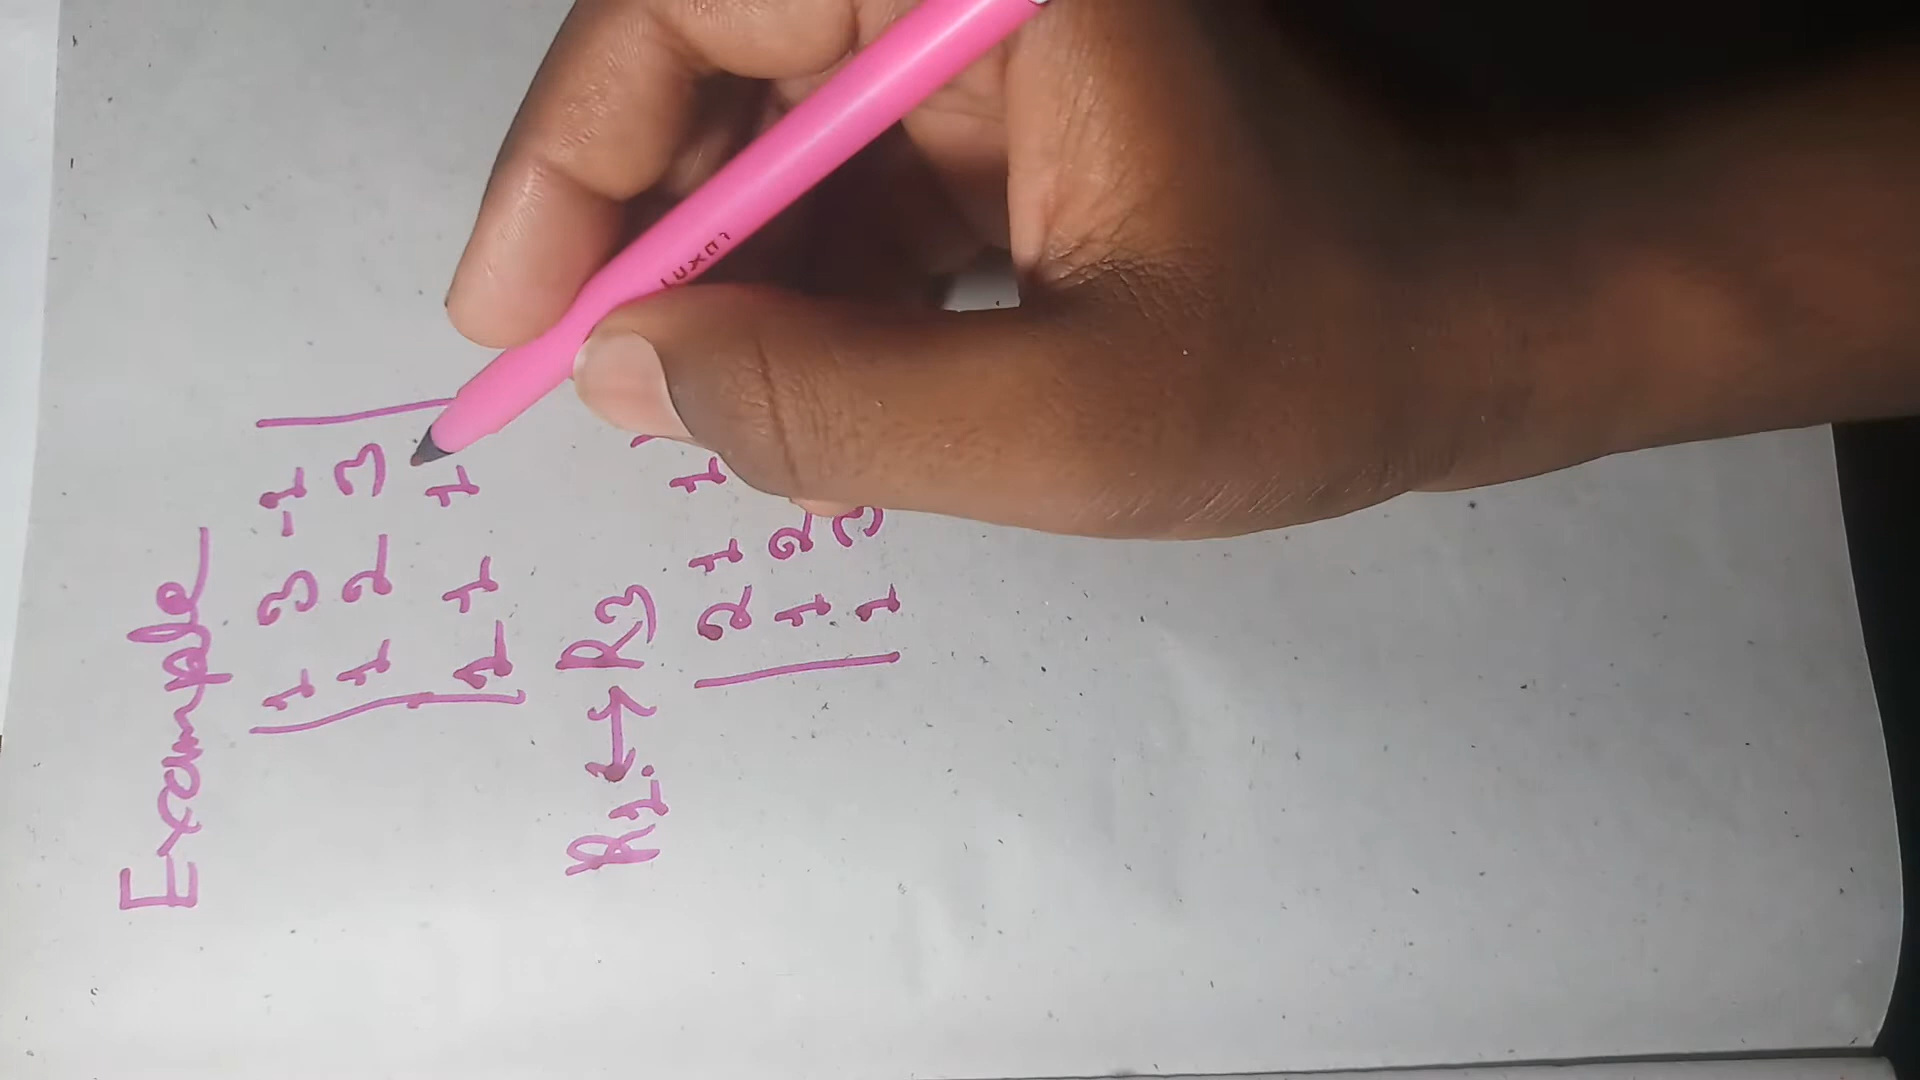 Example
| 1 3 -1 |
| 1 2 3 |
| 2 1 1
R1 ↔ R3
| 2 1 1
| 1 2
| 1 3